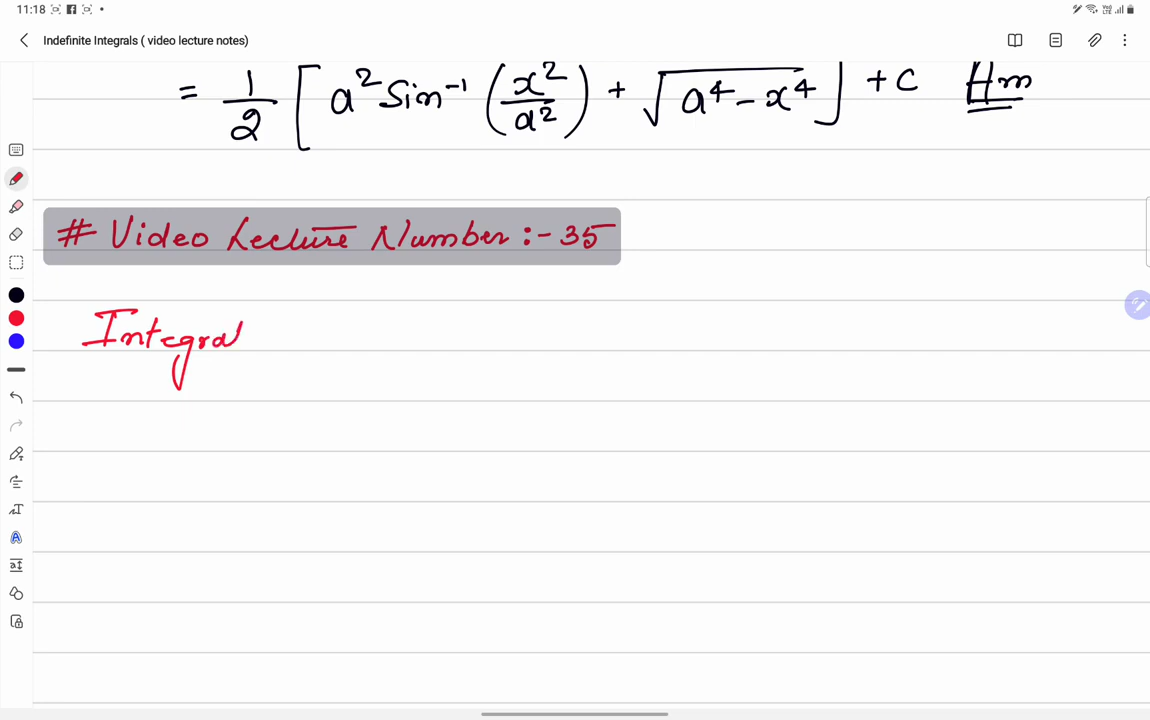 11:18
Indefinite Integrals ( video lecture notes)
= 1/2 [ a² Sin⁻¹ (x²/a²) + √(a⁴ - x⁴) ] + C
# Video Lecture Number :- 35
Integral